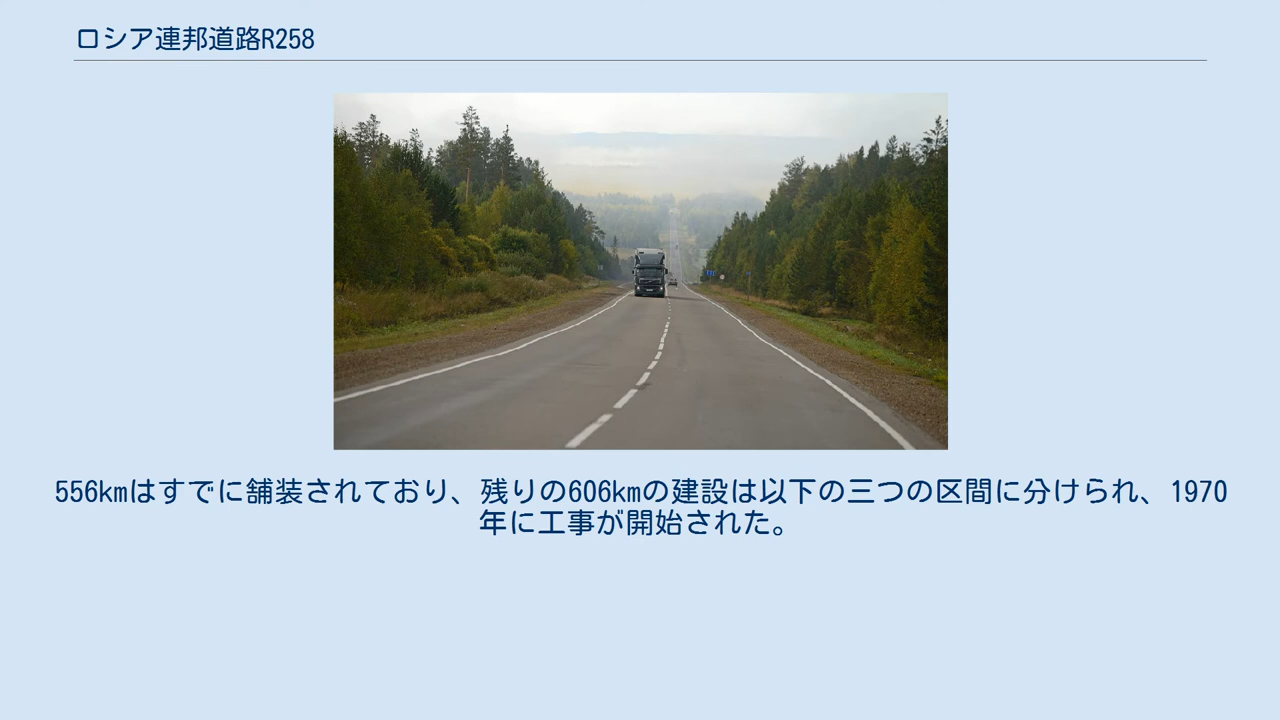 ロシア連邦道路R258
556kmはすでに舗装されており、残りの606kmの建設は以下の三つの区間に分けられ、1970
年に工事が開始された。